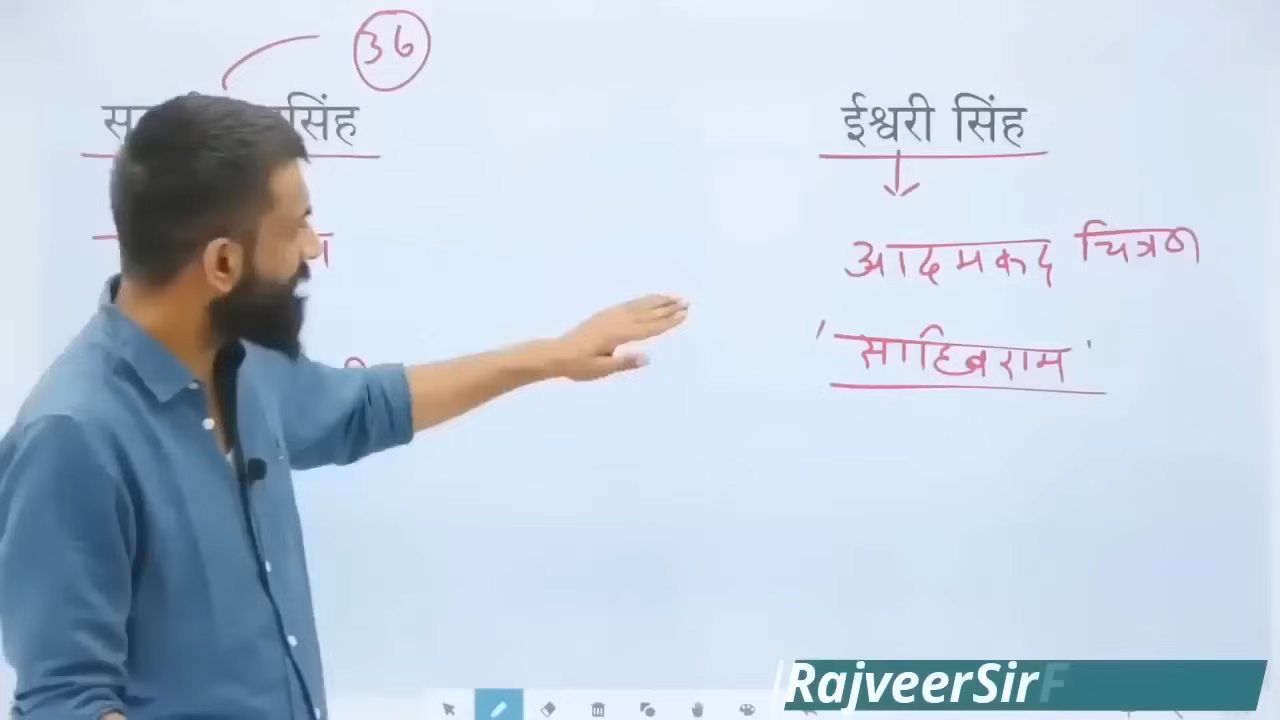 36
सिंह
ईश्वरी सिंह
आदमकद चित्रण
'साहिबराम'
RajveerSir